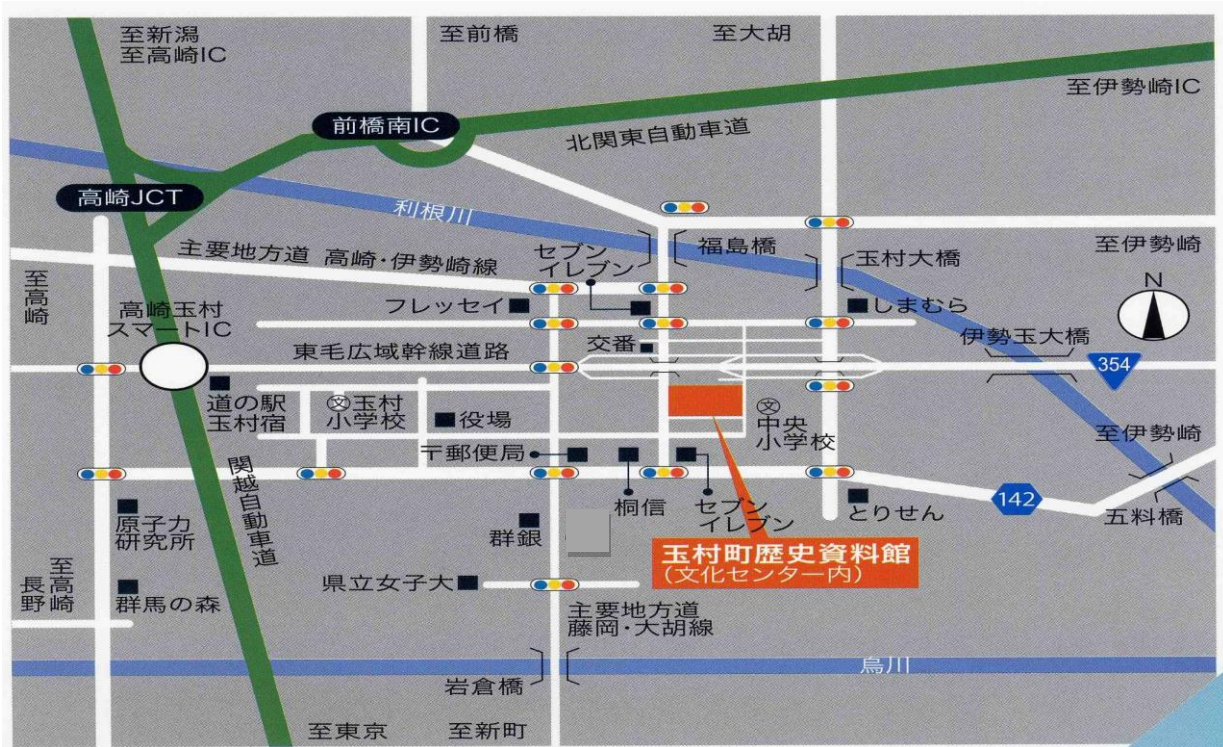 至新潟
至高崎IC
至前橋
至大胡
至伊勢崎IC
前橋南IC
北関東自動車道
高崎JCT
利根川
主要地方道 高崎・伊勢崎線
セブン
イレブン
福島橋
玉村大橋
至伊勢崎
至高崎
高崎玉村
スマートIC
フレッセイ
しまむら
N
東毛広域幹線道路
交番
伊勢玉大橋
354
道の駅
玉村宿
文玉村
小学校
役場
文
中央
小学校
至伊勢崎
〒郵便局
関越自動車道
桐信
セブン
イレブン
とりせん
142
五料橋
原子力
研究所
群銀
玉村町歴史資料館
(文化センター内)
至高崎
長野
群馬の森
県立女子大
主要地方道
藤岡・大胡線
烏川
岩倉橋
至東京
至新町